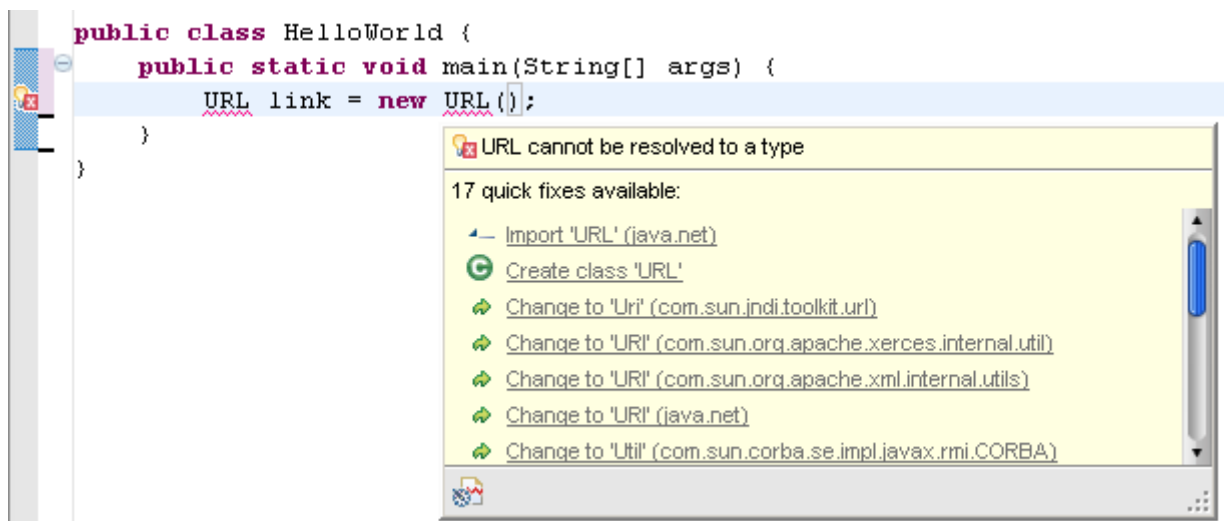 public class HelloWorld {
public static void main(String[] args) {
URL link = new URL();
}
}
URL cannot be resolved to a type
17 quick fixes available:
Import 'URL' (java.net)
Create class 'URL'
Change to 'Uri' (com.sun.jndi.toolkit.url)
Change to 'URI' (com.sun.org.apache.xerces.internal.util)
Change to 'URI' (com.sun.org.apache.xml.internal.utils)
Change to 'URI' (java.net)
Change to 'Util' (com.sun.corba.se.impl.javax.rmi.CORBA)